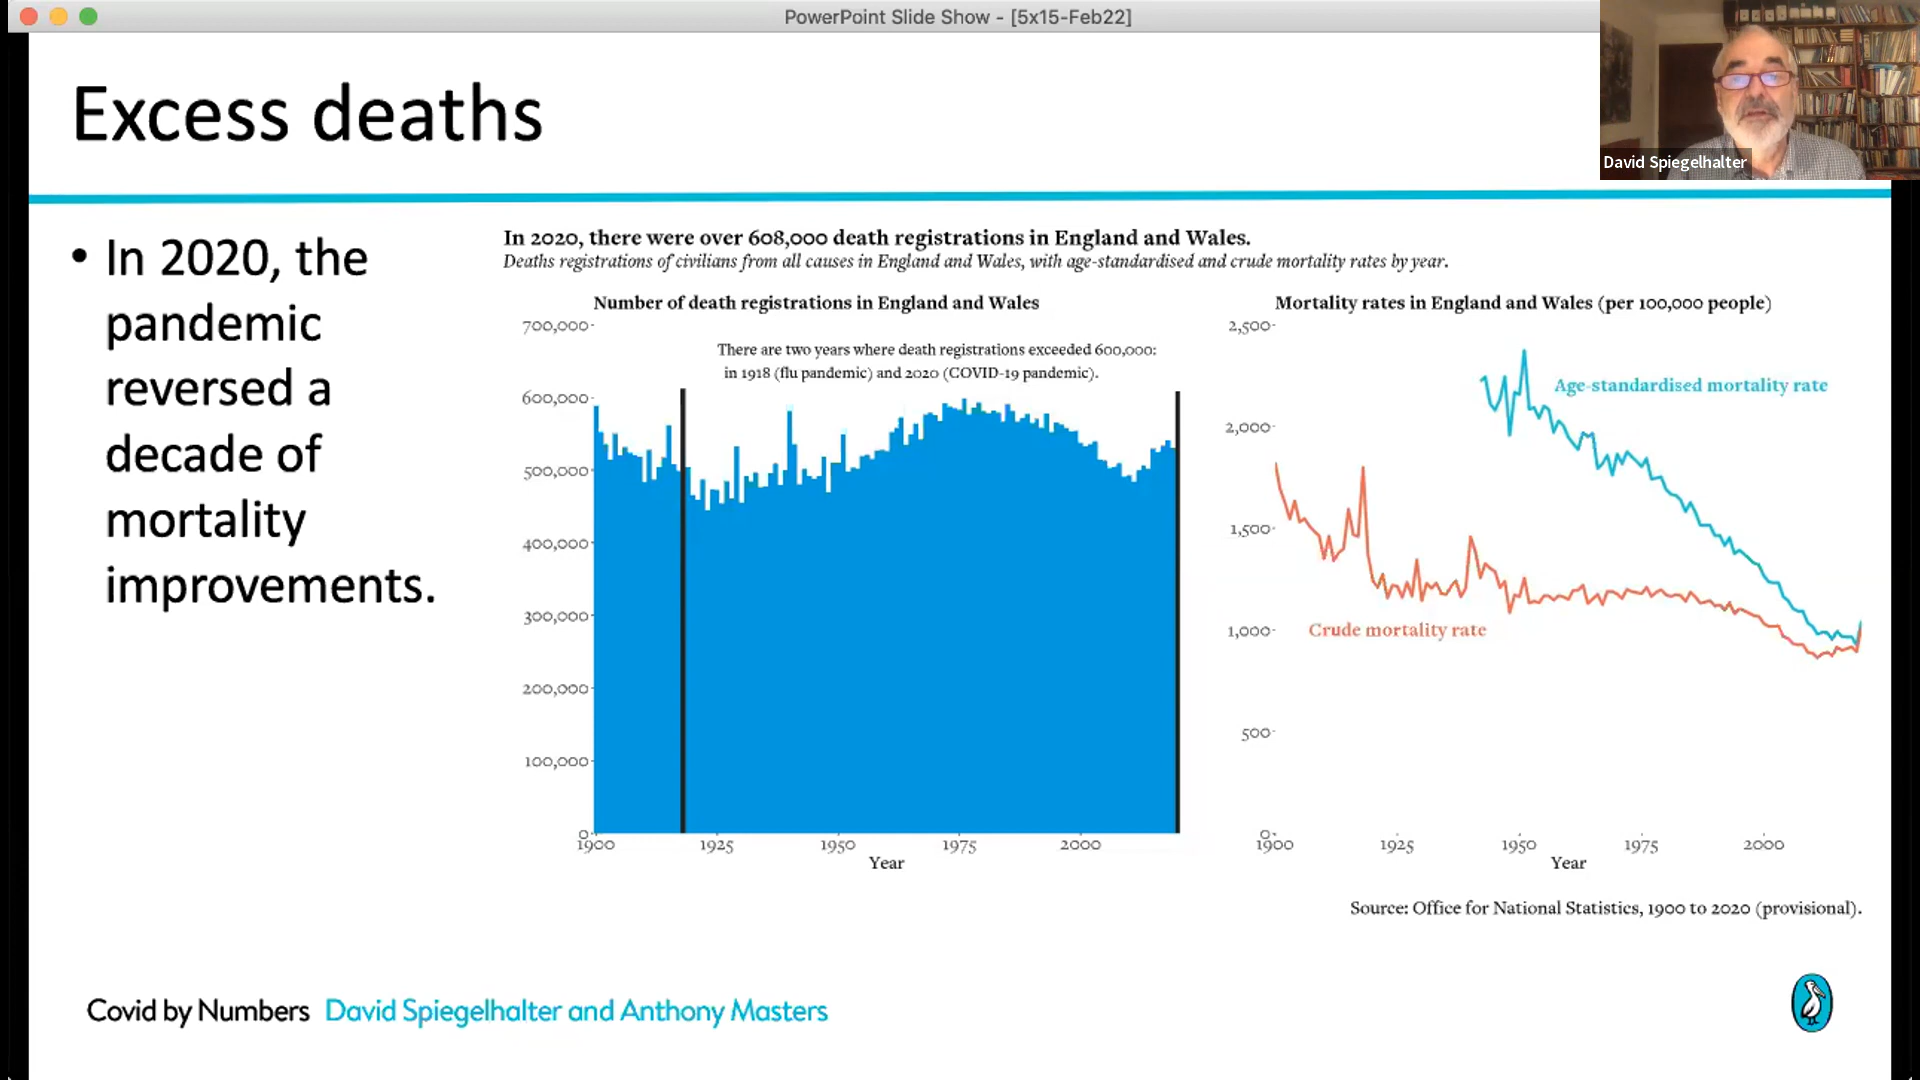 PowerPoint Slide Show - [5x15-Feb22]
David Spiegelhalter
Excess deaths
• In 2020, the
pandemic
reversed a
decade of
mortality
improvements.
In 2020, there were over 608,000 death registrations in England and Wales.
Deaths registrations of civilians from all causes in England and Wales, with age-standardised and crude mortality rates by year.
Number of death registrations in England and Wales
700,000
600,000
500,000
400,000
300,000
200,000
100,000
0
There are two years where death registrations exceeded 600,000:
in 1918 (flu pandemic) and 2020 (COVID-19 pandemic).
1900 1925 1950 1975 2000
Year
Mortality rates in England and Wales (per 100,000 people)
2,500
2,000
1,500
1,000
500
0
Age-standardised mortality rate
Crude mortality rate
1900 1925 1950 1975 2000
Year
Source: Office for National Statistics, 1900 to 2020 (provisional).
Covid by Numbers David Spiegelhalter and Anthony Masters